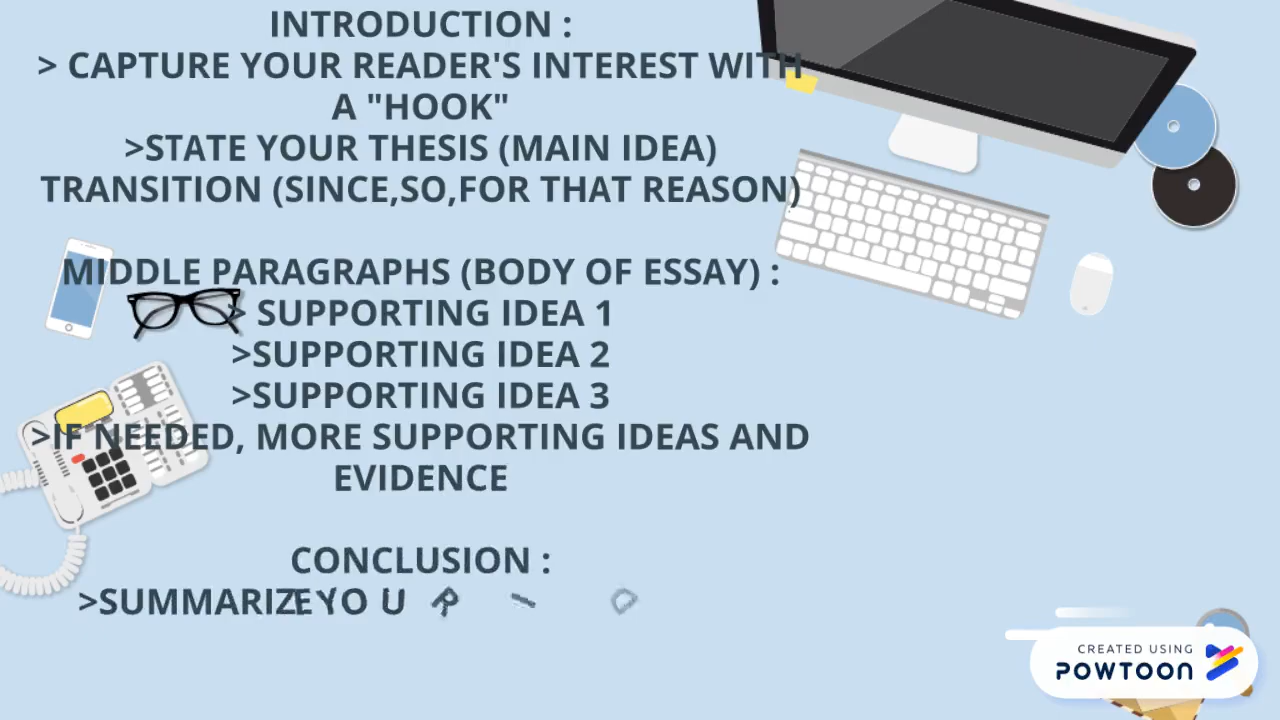 INTRODUCTION :
> CAPTURE YOUR READER'S INTEREST WITH
A "HOOK"
>STATE YOUR THESIS (MAIN IDEA)
TRANSITION (SINCE,SO,FOR THAT REASON)
MIDDLE PARAGRAPHS (BODY OF ESSAY) :
> SUPPORTING IDEA 1
>SUPPORTING IDEA 2
>SUPPORTING IDEA 3
>IF NEEDED, MORE SUPPORTING IDEAS AND
EVIDENCE
CONCLUSION :
>SUMMARIZE YOUR
CREATED USING
POWTOON